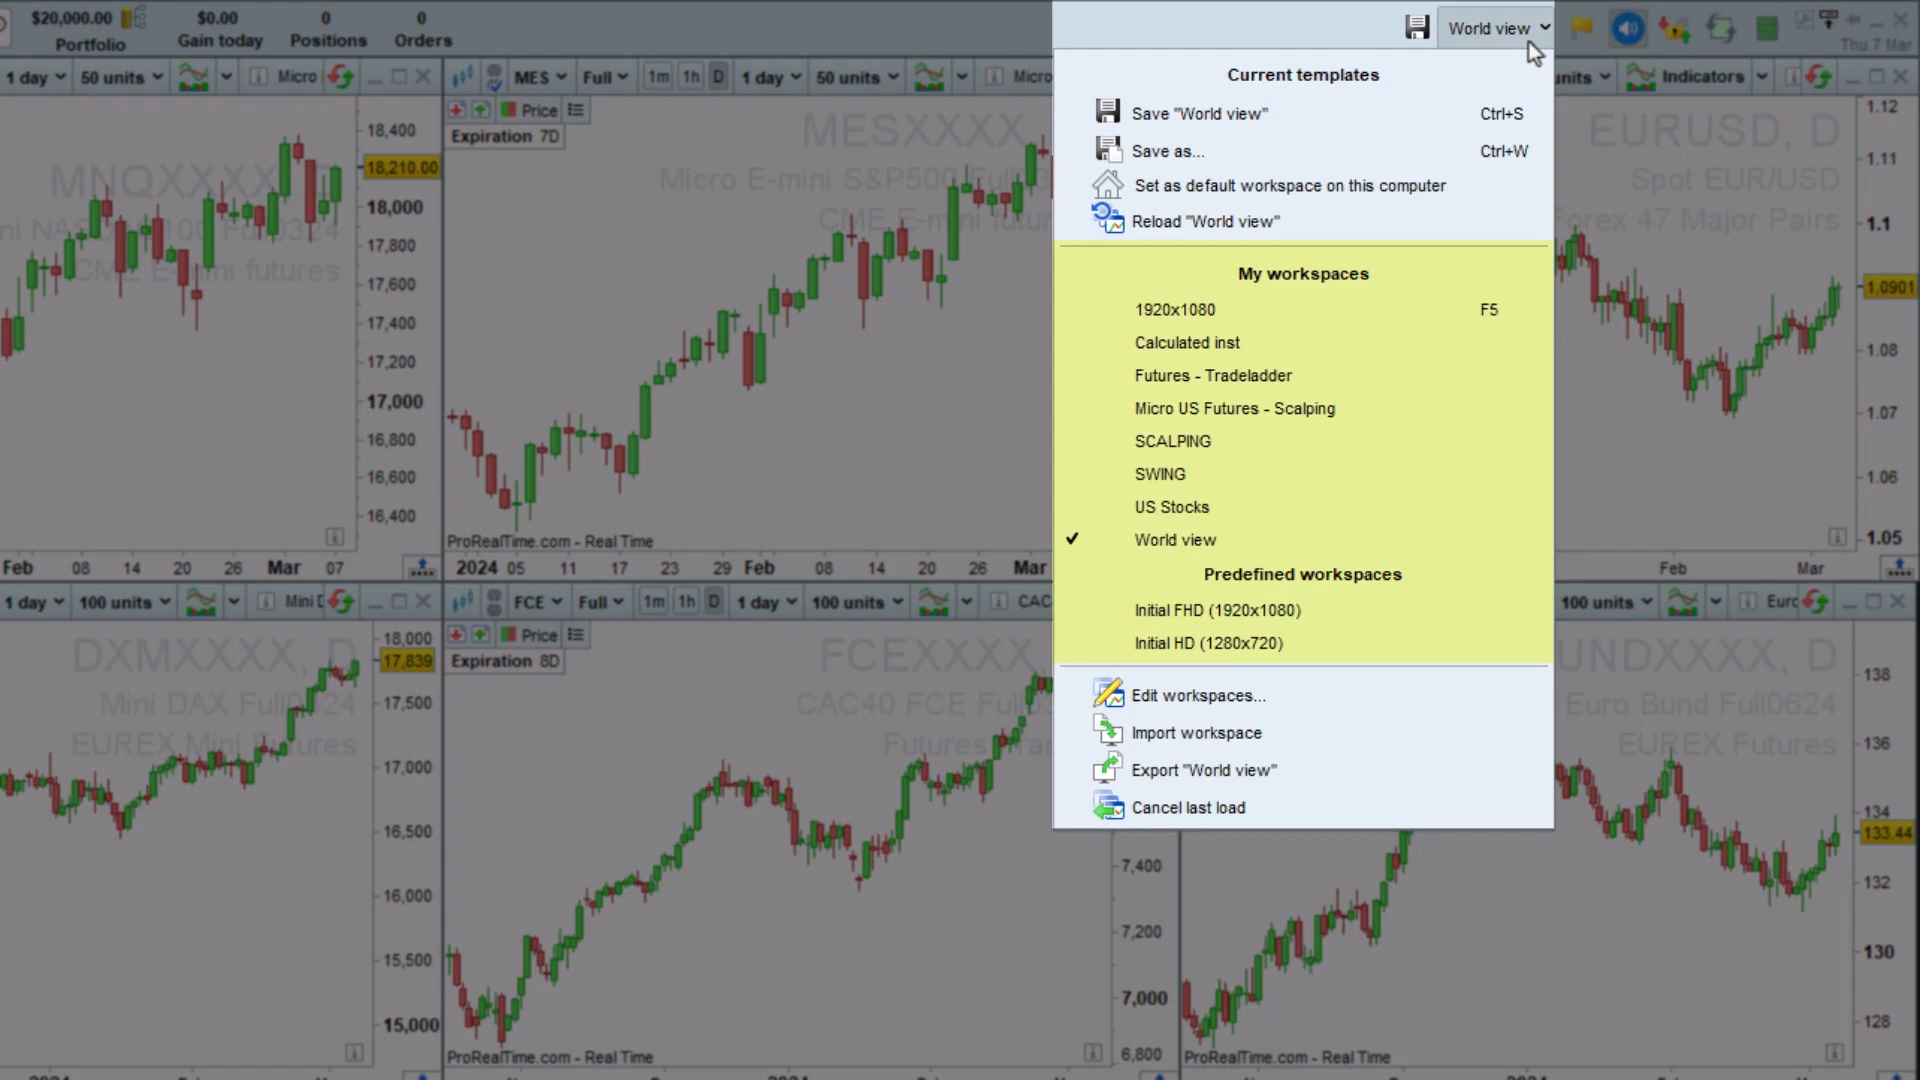 $20,000.00
Portfolio
$0.00
Gain today
0
Positions
0
Orders
World view
Thu 7 Mar
1 day
50 units
Micro
MES
Full
1m
1h
D
1 day
50 units
Indicators
Price
Expiration 7D
MNQXXXX
CME E-mini futures
18,400
18,210.00
18,000
17,800
17,600
17,400
17,200
17,000
16,800
16,600
16,400
MESXXXX,
Micro E-mini S&P500 Full
CME E-mini futur
ProRealTime.com - Real Time
Feb 08 14 20 26 Mar 07
2024 05 11 17 23 29 Feb 08 14 20 26 Mar
Current templates
Save "World view" Ctrl+S
Save as... Ctrl+W
Set as default workspace on this computer
Reload "World view"
My workspaces
1920x1080 F5
Calculated inst
Futures - Tradeladder
Micro US Futures - Scalping
SCALPING
SWING
US Stocks
World view
Predefined workspaces
Initial FHD (1920x1080)
Initial HD (1280x720)
Edit workspaces...
Import workspace
Export "World view"
Cancel last load
EURUSD, D
Spot EUR/USD
Forex 47 Major Pairs
1.12
1.11
1.1
1.0901
1.08
1.07
1.06
1.05
Feb Mar
1 day
100 units
Mini D
FCE
Full
1m
1h
D
1 day
100 units
CAC
100 units
Euro
Price
Expiration 8D
DXMXXXX, D
Mini DAX Full0624
EUREX Mini Futures
18,000
17,839
17,500
17,000
16,500
16,000
15,500
15,000
FCEXXXX,
CAC40 FCE Full0
Futures
7,400
7,200
7,000
6,800
ProRealTime.com - Real Time
UNDXXXX, D
Euro Bund Full0624
EUREX Futures
138
136
134
133.44
132
130
128
ProRealTime.com - Real Time